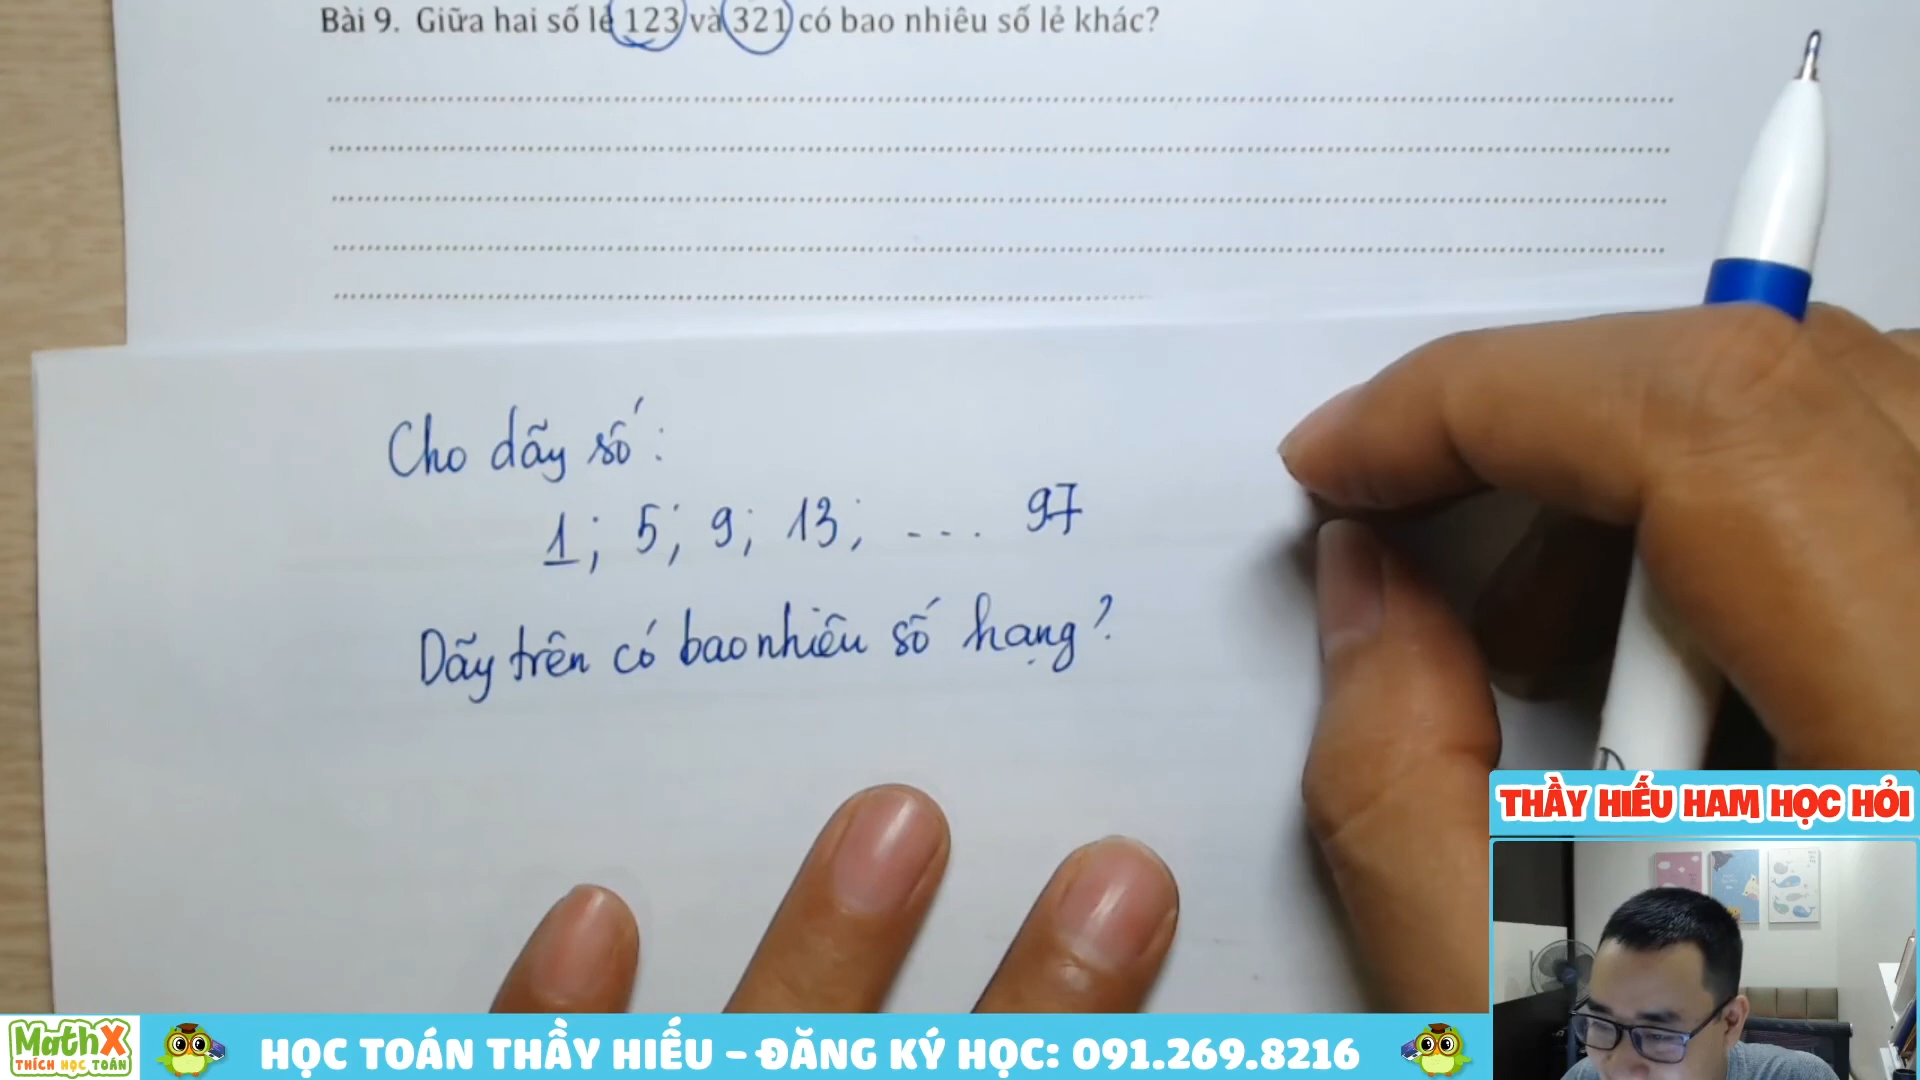 Bài 9. Giữa hai số lẻ 123 và 321 có bao nhiêu số lẻ khác?
Cho dãy số:
1; 5; 9; 13; ... 97
Dãy trên có bao nhiêu số hạng?
THẦY HIẾU HAM HỌC HỎI
MathX
THÍCH HỌC TOÁN
HỌC TOÁN THẦY HIẾU - ĐĂNG KÝ HỌC: 091.269.8216